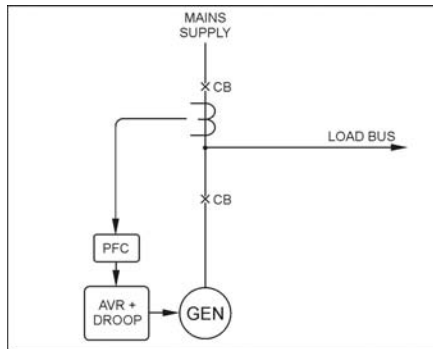 MAINS
SUPPLY
CB
LOAD BUS
CB
PFC
AVR +
DROOP
GEN